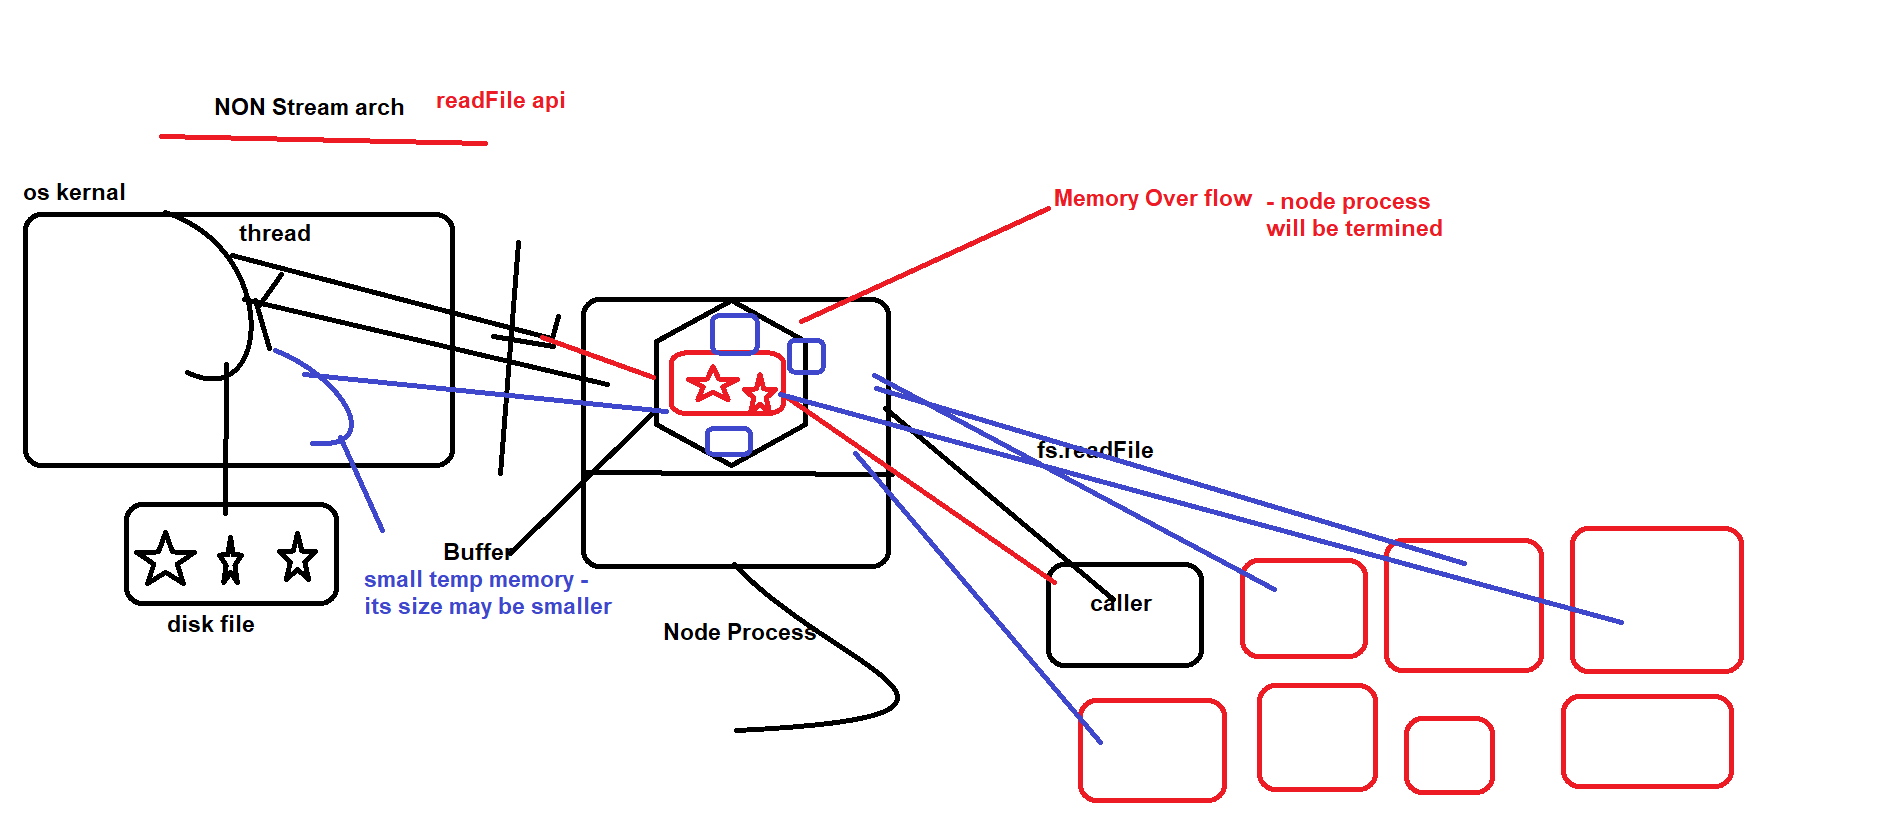 NON Stream arch
readFile api
os kernal
thread
Memory Over flow
- node process
will be termined
fs.readFile
Buffer
small temp memory -
its size may be smaller
caller
disk file
Node Process